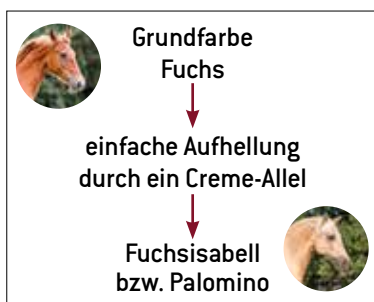 Grundfarbe
Fuchs
einfache Aufhellung
durch ein Creme-Allel
Fuchsisabell
bzw. Palomino